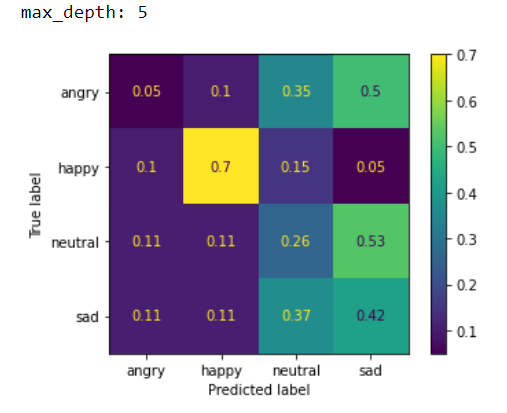 max_depth: 5
0.7
angry 0.05 0.1 0.35 0.5
0.6
happy 0.1 0.7 0.15 0.05
0.5
0.4
True label
neutral 0.11 0.11 0.26 0.53
0.3
0.2
sad 0.11 0.11 0.37 0.42
0.1
angry happy neutral sad
Predicted label